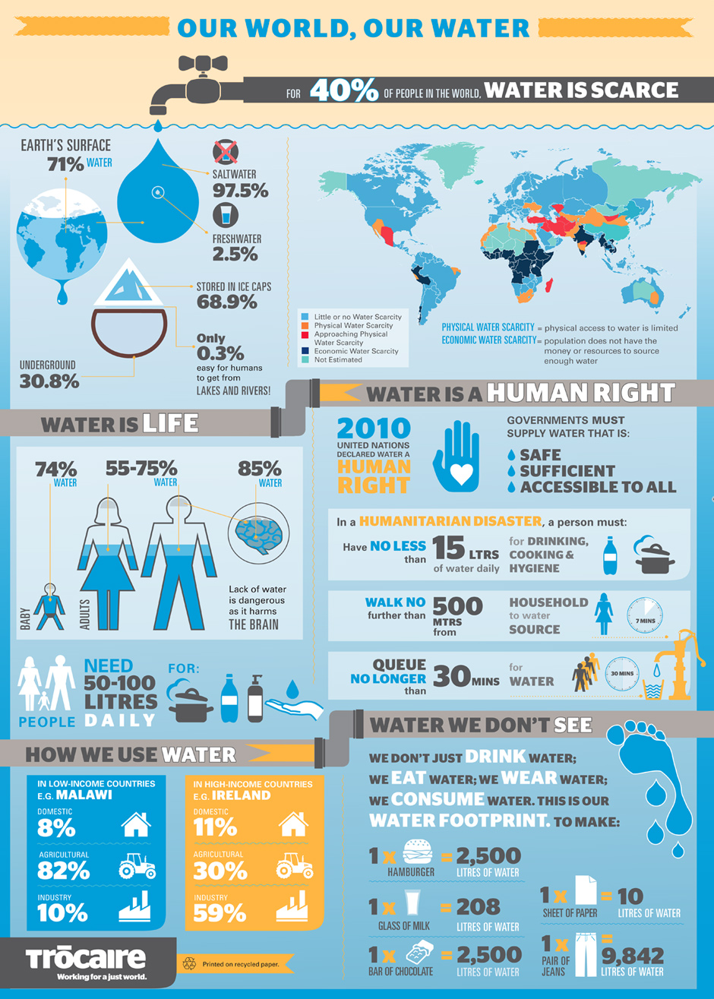 OUR WORLD, OUR WATER
FOR 40% OF PEOPLE IN THE WORLD, WATER IS SCARCE
EARTH'S SURFACE
71% WATER
SALTWATER
97.5%
FRESHWATER
2.5%
STORED IN ICE CAPS
68.9%
Only
0.3%
easy for humans
to get from
LAKES AND RIVERS!
UNDERGROUND
30.8%
Little or no Water Scarcity
Physical Water Scarcity
Approaching Physical
Water Scarcity
Economic Water Scarcity
Not Estimated
PHYSICAL WATER SCARCITY = physical access to water is limited
ECONOMIC WATER SCARCITY = population does not have the
money or resources to source
enough water
WATER IS LIFE
74%
WATER
55-75%
WATER
85%
WATER
BABY
ADULTS
Lack of water
is dangerous
as it harms
THE BRAIN
PEOPLE
NEED
50-100
LITRES
DAILY
FOR:
WATER IS A HUMAN RIGHT
2010
UNITED NATIONS
DECLARED WATER A
HUMAN
RIGHT
GOVERNMENTS MUST
SUPPLY WATER THAT IS:
SAFE
SUFFICIENT
ACCESSIBLE TO ALL
In a HUMANITARIAN DISASTER, a person must:
Have NO LESS
than
15 LTRS
of water daily
for DRINKING,
COOKING &
HYGIENE
WALK NO
further than
500
MTRS
from
HOUSEHOLD
to water
SOURCE
7 MINS
QUEUE
NO LONGER
than
30 MINS
for
WATER
30 MINS
HOW WE USE WATER
IN LOW-INCOME COUNTRIES
E.G. MALAWI
DOMESTIC
8%
AGRICULTURAL
82%
INDUSTRY
10%
IN HIGH-INCOME COUNTRIES
E.G. IRELAND
DOMESTIC
11%
AGRICULTURAL
30%
INDUSTRY
59%
WATER WE DON'T SEE
WE DON'T JUST DRINK WATER;
WE EAT WATER; WE WEAR WATER;
WE CONSUME WATER. THIS IS OUR
WATER FOOTPRINT. TO MAKE:
1 x = 2,500
HAMBURGER LITRES OF WATER
1 x = 208
GLASS OF MILK LITRES OF WATER
1 x = 2,500
BAR OF CHOCOLATE LITRES OF WATER
1 x = 10
SHEET OF PAPER LITRES OF WATER
1 x =
PAIR OF
JEANS
9,842
LITRES OF WATER
Trōcaire
Working for a just world.
Printed on recycled paper.